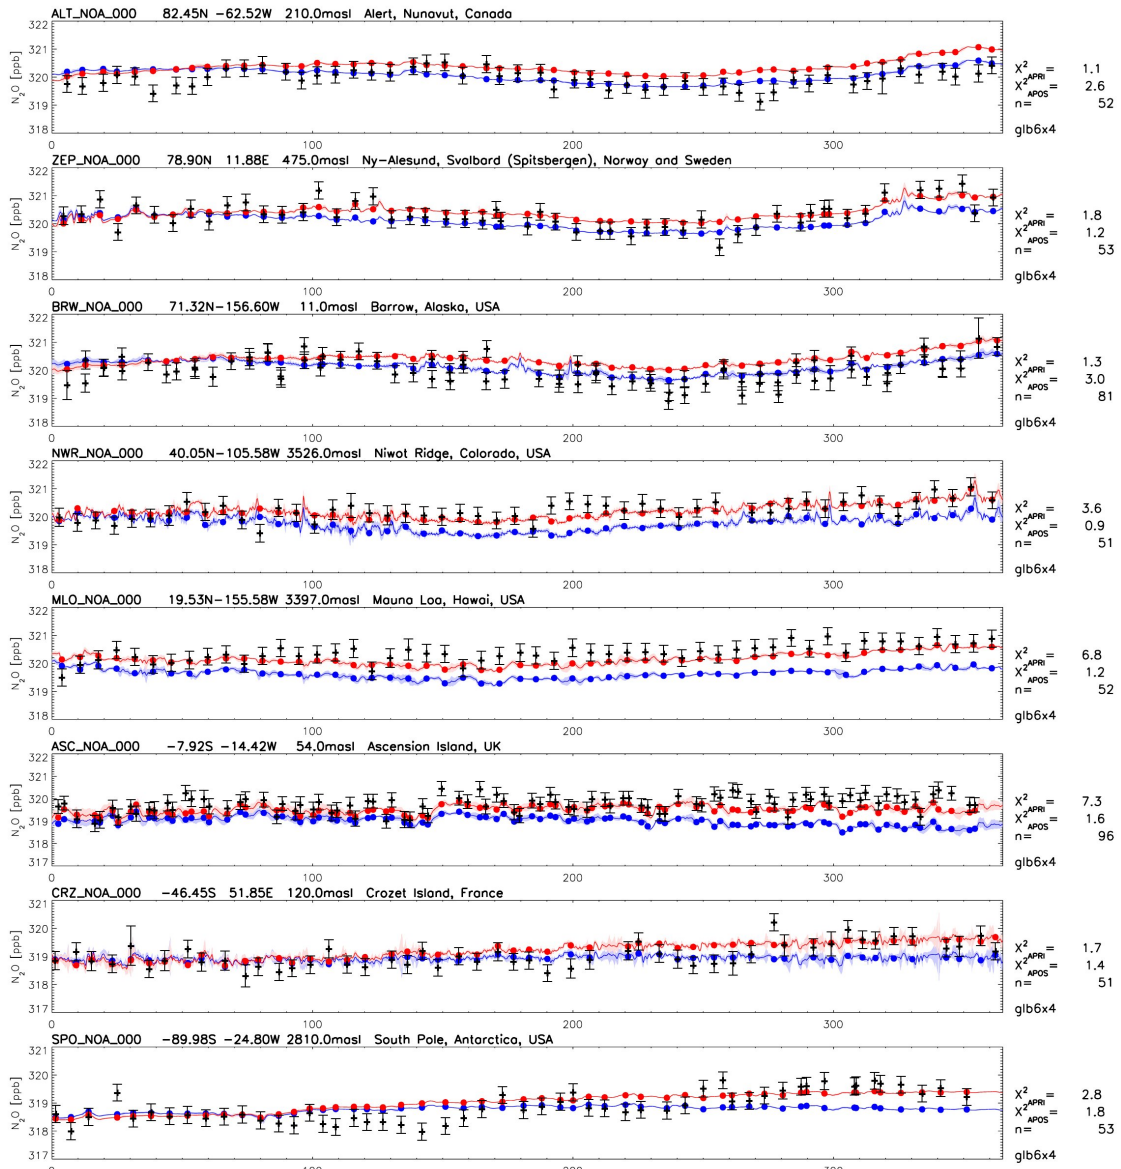 ALT_NOA_000 82.45N -62.52W 210.0masl Alert, Nunavut, Canada
322
321
320
319
318
N2O [ppb]
0 100 200 300
X²APRI = 1.1
X²APOS = 2.6
n= 52
glb6x4
ZEP_NOA_000 78.90N 11.88E 475.0masl Ny-Alesund, Svalbard (Spitsbergen), Norway and Sweden
322
321
320
319
318
N2O [ppb]
0 100 200 300
X²APRI = 1.8
X²APOS = 1.2
n= 53
glb6x4
BRW_NOA_000 71.32N-156.60W 11.0masl Barrow, Alaska, USA
322
321
320
319
318
N2O [ppb]
0 100 200 300
X²APRI = 1.3
X²APOS = 3.0
n= 81
glb6x4
NWR_NOA_000 40.05N-105.58W 3526.0masl Niwot Ridge, Colorado, USA
322
321
320
319
318
N2O [ppb]
0 100 200 300
X²APRI = 3.6
X²APOS = 0.9
n= 51
glb6x4
MLO_NOA_000 19.53N-155.58W 3397.0masl Mauna Loa, Hawai, USA
322
321
320
319
318
N2O [ppb]
0 100 200 300
X²APRI = 6.8
X²APOS = 1.2
n= 52
glb6x4
ASC_NOA_000 -7.92S -14.42W 54.0masl Ascension Island, UK
322
321
320
319
318
317
N2O [ppb]
0 100 200 300
X²APRI = 7.3
X²APOS = 1.6
n= 96
glb6x4
CRZ_NOA_000 -46.45S 51.85E 120.0masl Crozet Island, France
321
320
319
318
317
N2O [ppb]
0 100 200 300
X²APRI = 1.7
X²APOS = 1.4
n= 51
glb6x4
SPO_NOA_000 -89.98S -24.80W 2810.0masl South Pole, Antarctica, USA
321
320
319
318
317
N2O [ppb]
0 100 200 300
X²APRI = 2.8
X²APOS = 1.8
n= 53
glb6x4